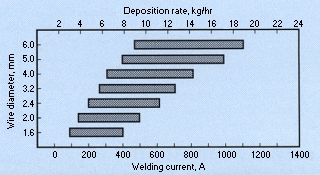 Deposition rate, kg/hr
2 4 6 8 10 12 14 16 18 20 22 24
Wire diameter, mm
6.0
5.0
4.0
3.2
2.4
2.0
1.6
0 200 400 600 800 1000 1200 1400
Welding current, A